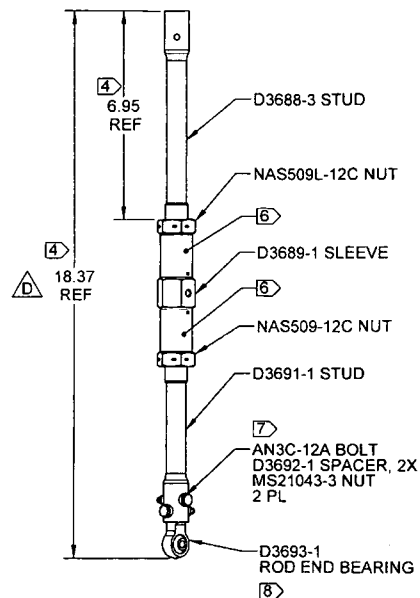 4
6.95
REF
D3688-3 STUD
NAS509L-12C NUT
6
4
D
18.37
REF
D3689-1 SLEEVE
6
NAS509-12C NUT
D3691-1 STUD
7
AN3C-12A BOLT
D3692-1 SPACER, 2X
MS21043-3 NUT
2 PL
D3693-1
ROD END BEARING
8